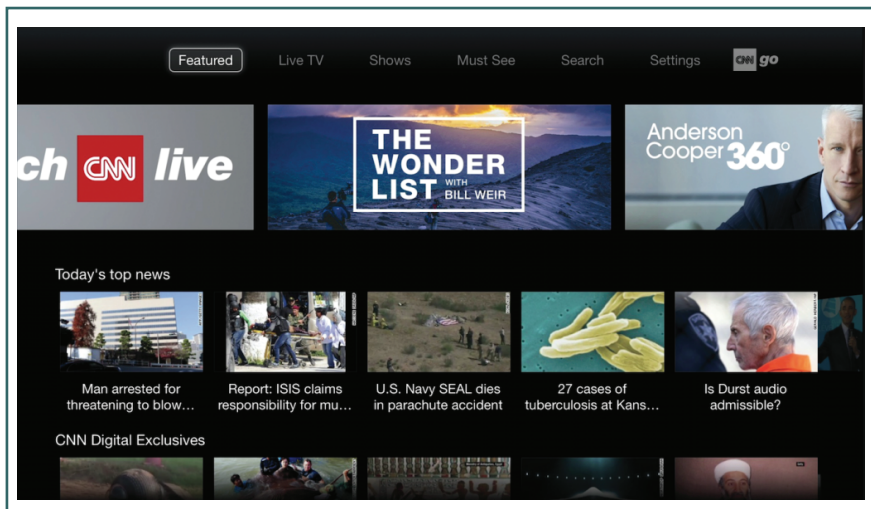 Featured Live TV Shows Must See Search Settings CNN go
ch CNN live
THE
WONDER
LIST WITH
BILL WEIR
Anderson
Cooper 360°
Today's top news
Man arrested for
threatening to blow…
Report: ISIS claims
responsibility for mu…
U.S. Navy SEAL dies
in parachute accident
27 cases of
tuberculosis at Kans…
Is Durst audio
admissible?
CNN Digital Exclusives